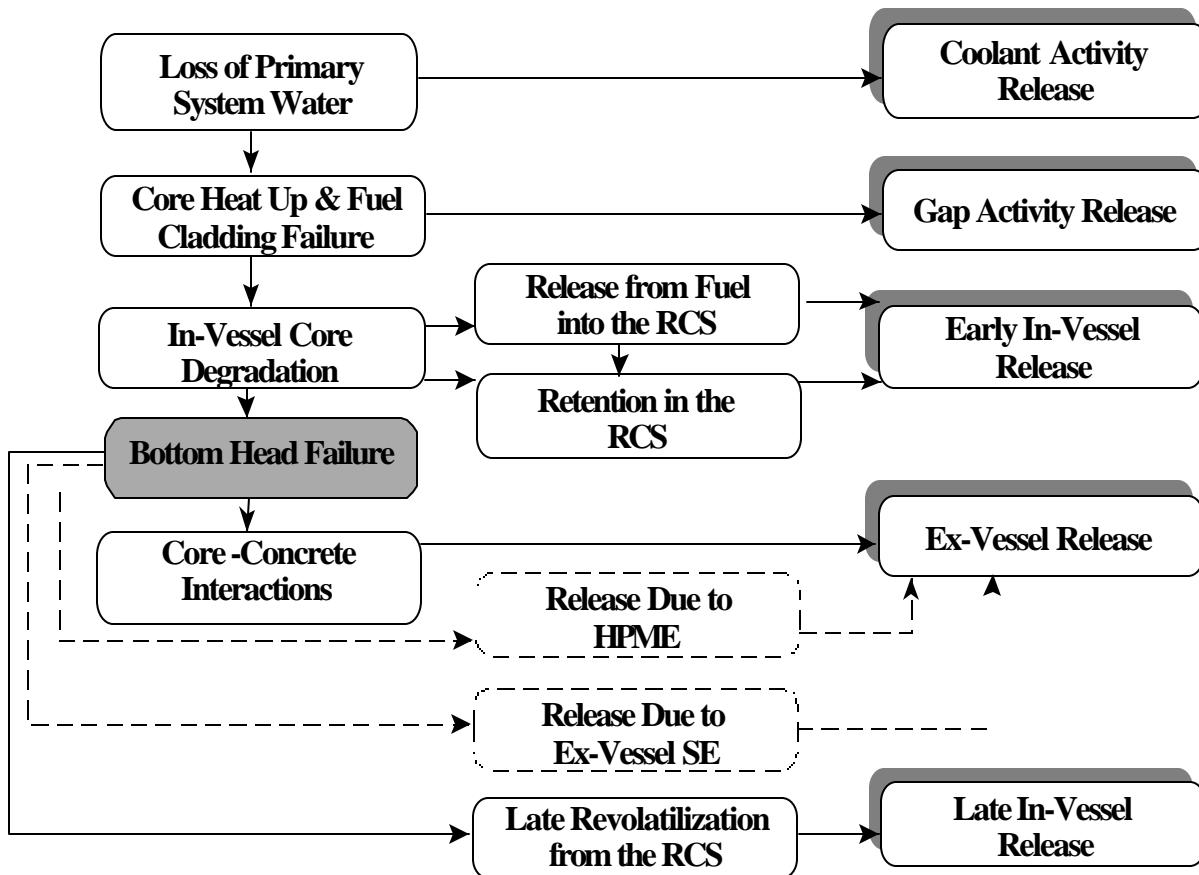 Loss of Primary
System Water
Coolant Activity
Release
Core Heat Up & Fuel
Cladding Failure
Gap Activity Release
In-Vessel Core
Degradation
Release from Fuel
into the RCS
Retention in the
RCS
Early In-Vessel
Release
Bottom Head Failure
Core -Concrete
Interactions
Ex-Vessel Release
Release Due to
HPME
Release Due to
Ex-Vessel SE
Late Revolatilization
from the RCS
Late In-Vessel
Release